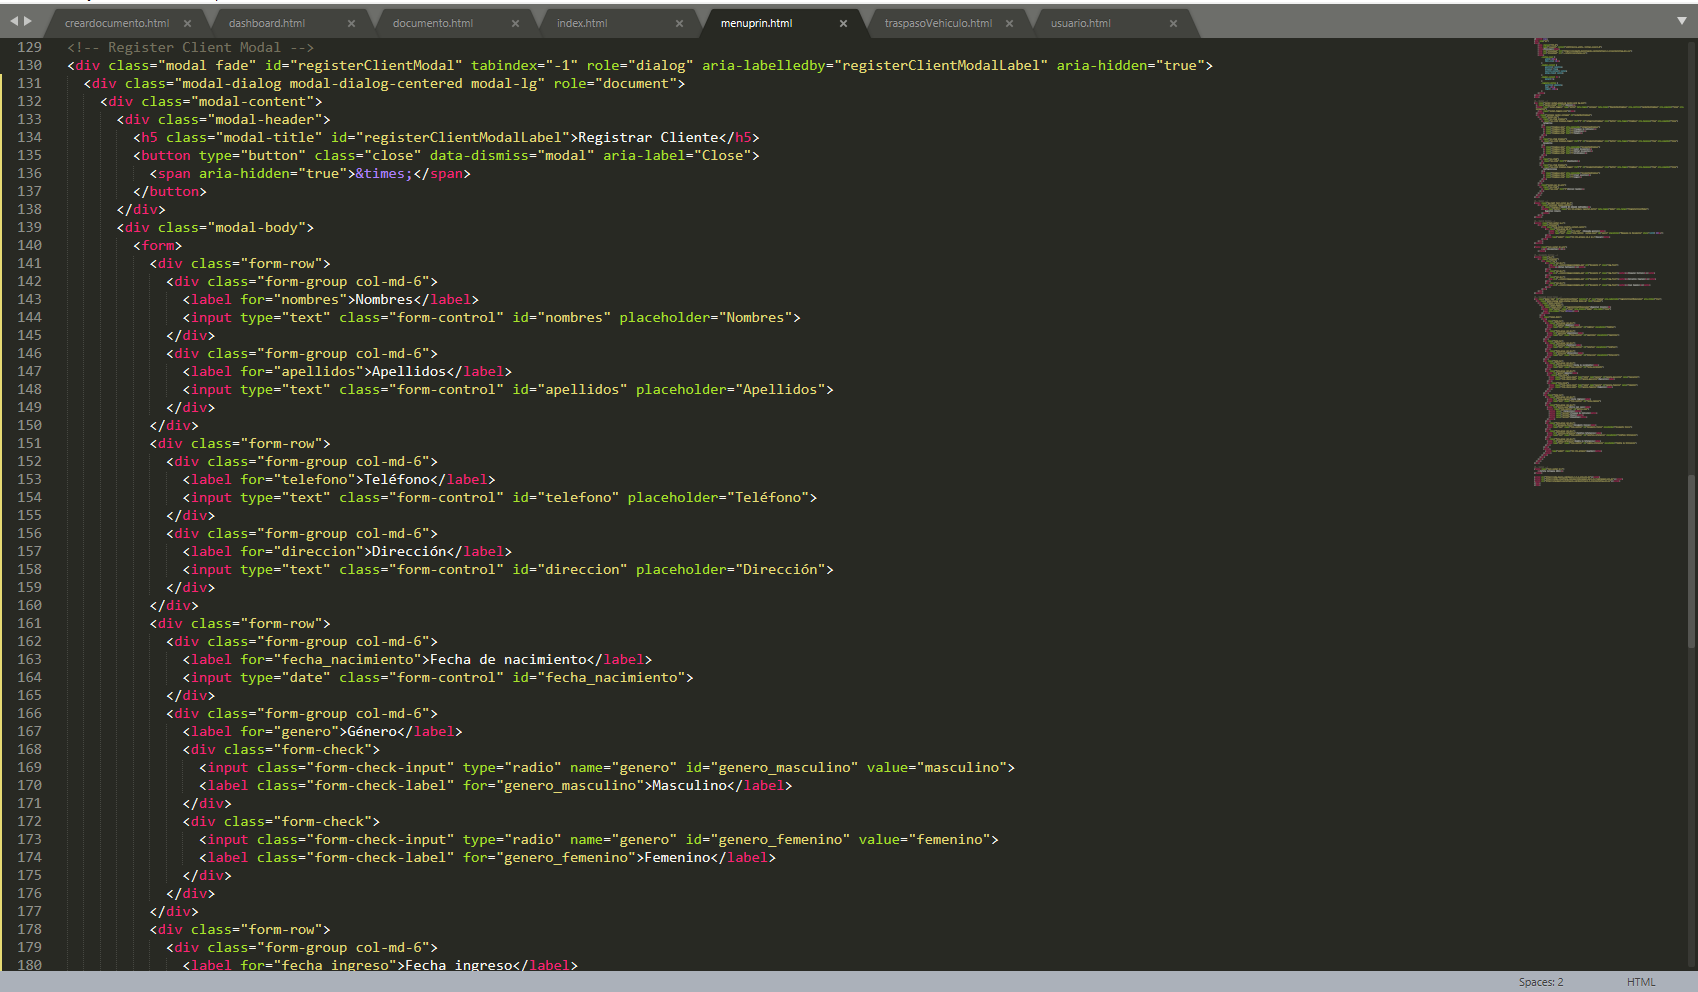 creardocumento.html × dashboard.html × documento.html × index.html × menuprin.html × traspasoVehiculo.html × usuario.html ×
129 <!-- Register Client Modal -->
130 <div class="modal fade" id="registerClientModal" tabindex="-1" role="dialog" aria-labelledby="registerClientModalLabel" aria-hidden="true">
131 <div class="modal-dialog modal-dialog-centered modal-lg" role="document">
132 <div class="modal-content">
133 <div class="modal-header">
134 <h5 class="modal-title" id="registerClientModalLabel">Registrar Cliente</h5>
135 <button type="button" class="close" data-dismiss="modal" aria-label="Close">
136 <span aria-hidden="true">&times;</span>
137 </button>
138 </div>
139 <div class="modal-body">
140 <form>
141 <div class="form-row">
142 <div class="form-group col-md-6">
143 <label for="nombres">Nombres</label>
144 <input type="text" class="form-control" id="nombres" placeholder="Nombres">
145 </div>
146 <div class="form-group col-md-6">
147 <label for="apellidos">Apellidos</label>
148 <input type="text" class="form-control" id="apellidos" placeholder="Apellidos">
149 </div>
150 </div>
151 <div class="form-row">
152 <div class="form-group col-md-6">
153 <label for="telefono">Teléfono</label>
154 <input type="text" class="form-control" id="telefono" placeholder="Teléfono">
155 </div>
156 <div class="form-group col-md-6">
157 <label for="direccion">Dirección</label>
158 <input type="text" class="form-control" id="direccion" placeholder="Dirección">
159 </div>
160 </div>
161 <div class="form-row">
162 <div class="form-group col-md-6">
163 <label for="fecha_nacimiento">Fecha de nacimiento</label>
164 <input type="date" class="form-control" id="fecha_nacimiento">
165 </div>
166 <div class="form-group col-md-6">
167 <label for="genero">Género</label>
168 <div class="form-check">
169 <input class="form-check-input" type="radio" name="genero" id="genero_masculino" value="masculino">
170 <label class="form-check-label" for="genero_masculino">Masculino</label>
171 </div>
172 <div class="form-check">
173 <input class="form-check-input" type="radio" name="genero" id="genero_femenino" value="femenino">
174 <label class="form-check-label" for="genero_femenino">Femenino</label>
175 </div>
176 </div>
177 </div>
178 <div class="form-row">
179 <div class="form-group col-md-6">
180 <label for="fecha_ingreso">Fecha ingreso</label>
Spaces: 2 HTML